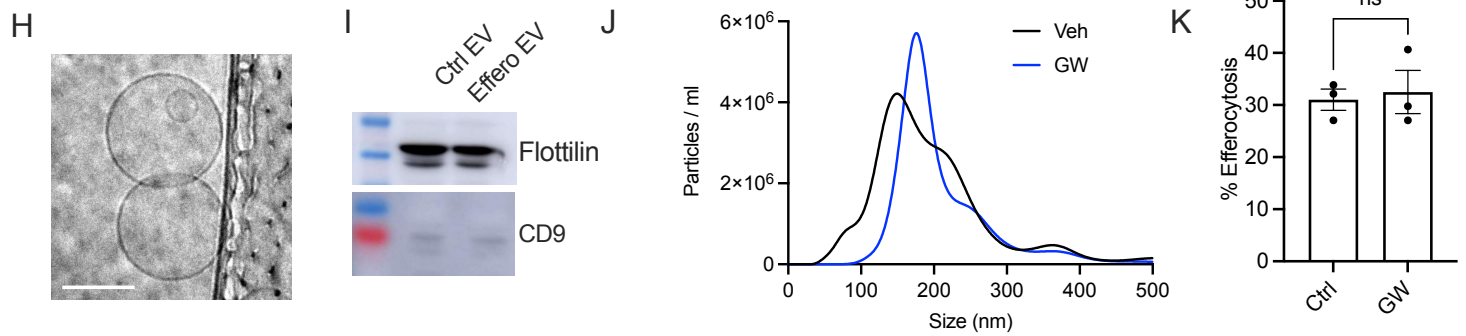 H
I
Ctrl EV
Effero EV
Flottilin
CD9
J
6×10⁶
4×10⁶
2×10⁶
0
Particles / ml
0 100 200 300 400 500
Size (nm)
Veh
GW
K
ns
50
40
30
20
10
0
% Efferocytosis
Ctrl
GW